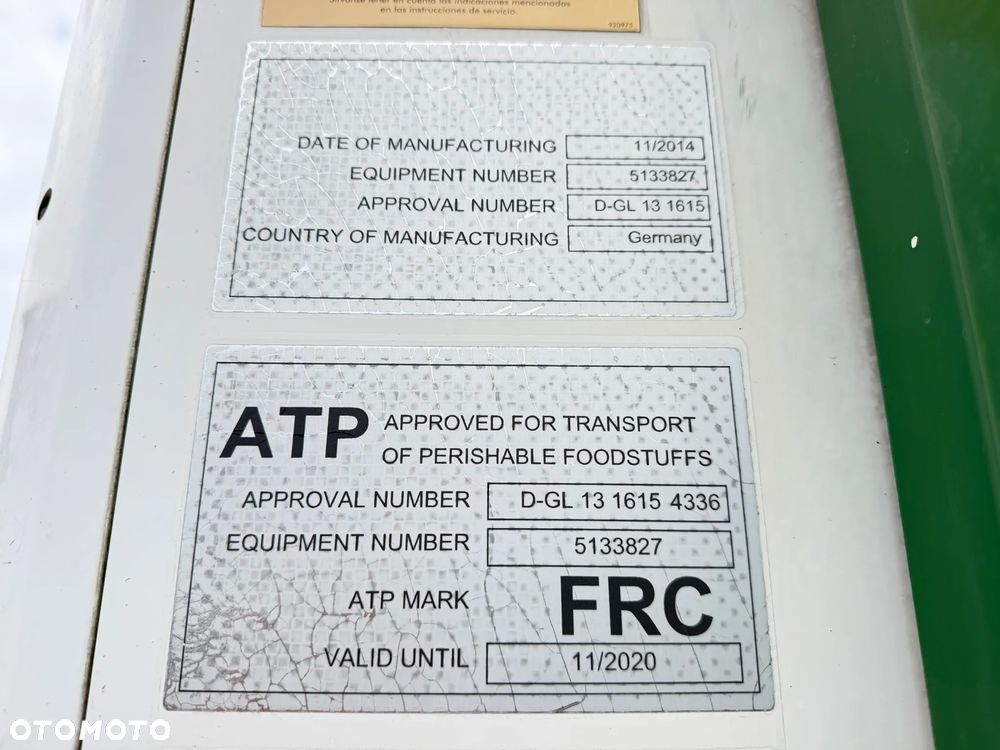 Sírvanse tener en cuenta las indicaciones mencionadas
en las instrucciones de servicio.
920975
DATE OF MANUFACTURING 11/2014
EQUIPMENT NUMBER 5133827
APPROVAL NUMBER D-GL 13 1615
COUNTRY OF MANUFACTURING Germany
ATP APPROVED FOR TRANSPORT
OF PERISHABLE FOODSTUFFS
APPROVAL NUMBER D-GL 13 1615 4336
EQUIPMENT NUMBER 5133827
ATP MARK FRC
VALID UNTIL 11/2020
OTOMOTO